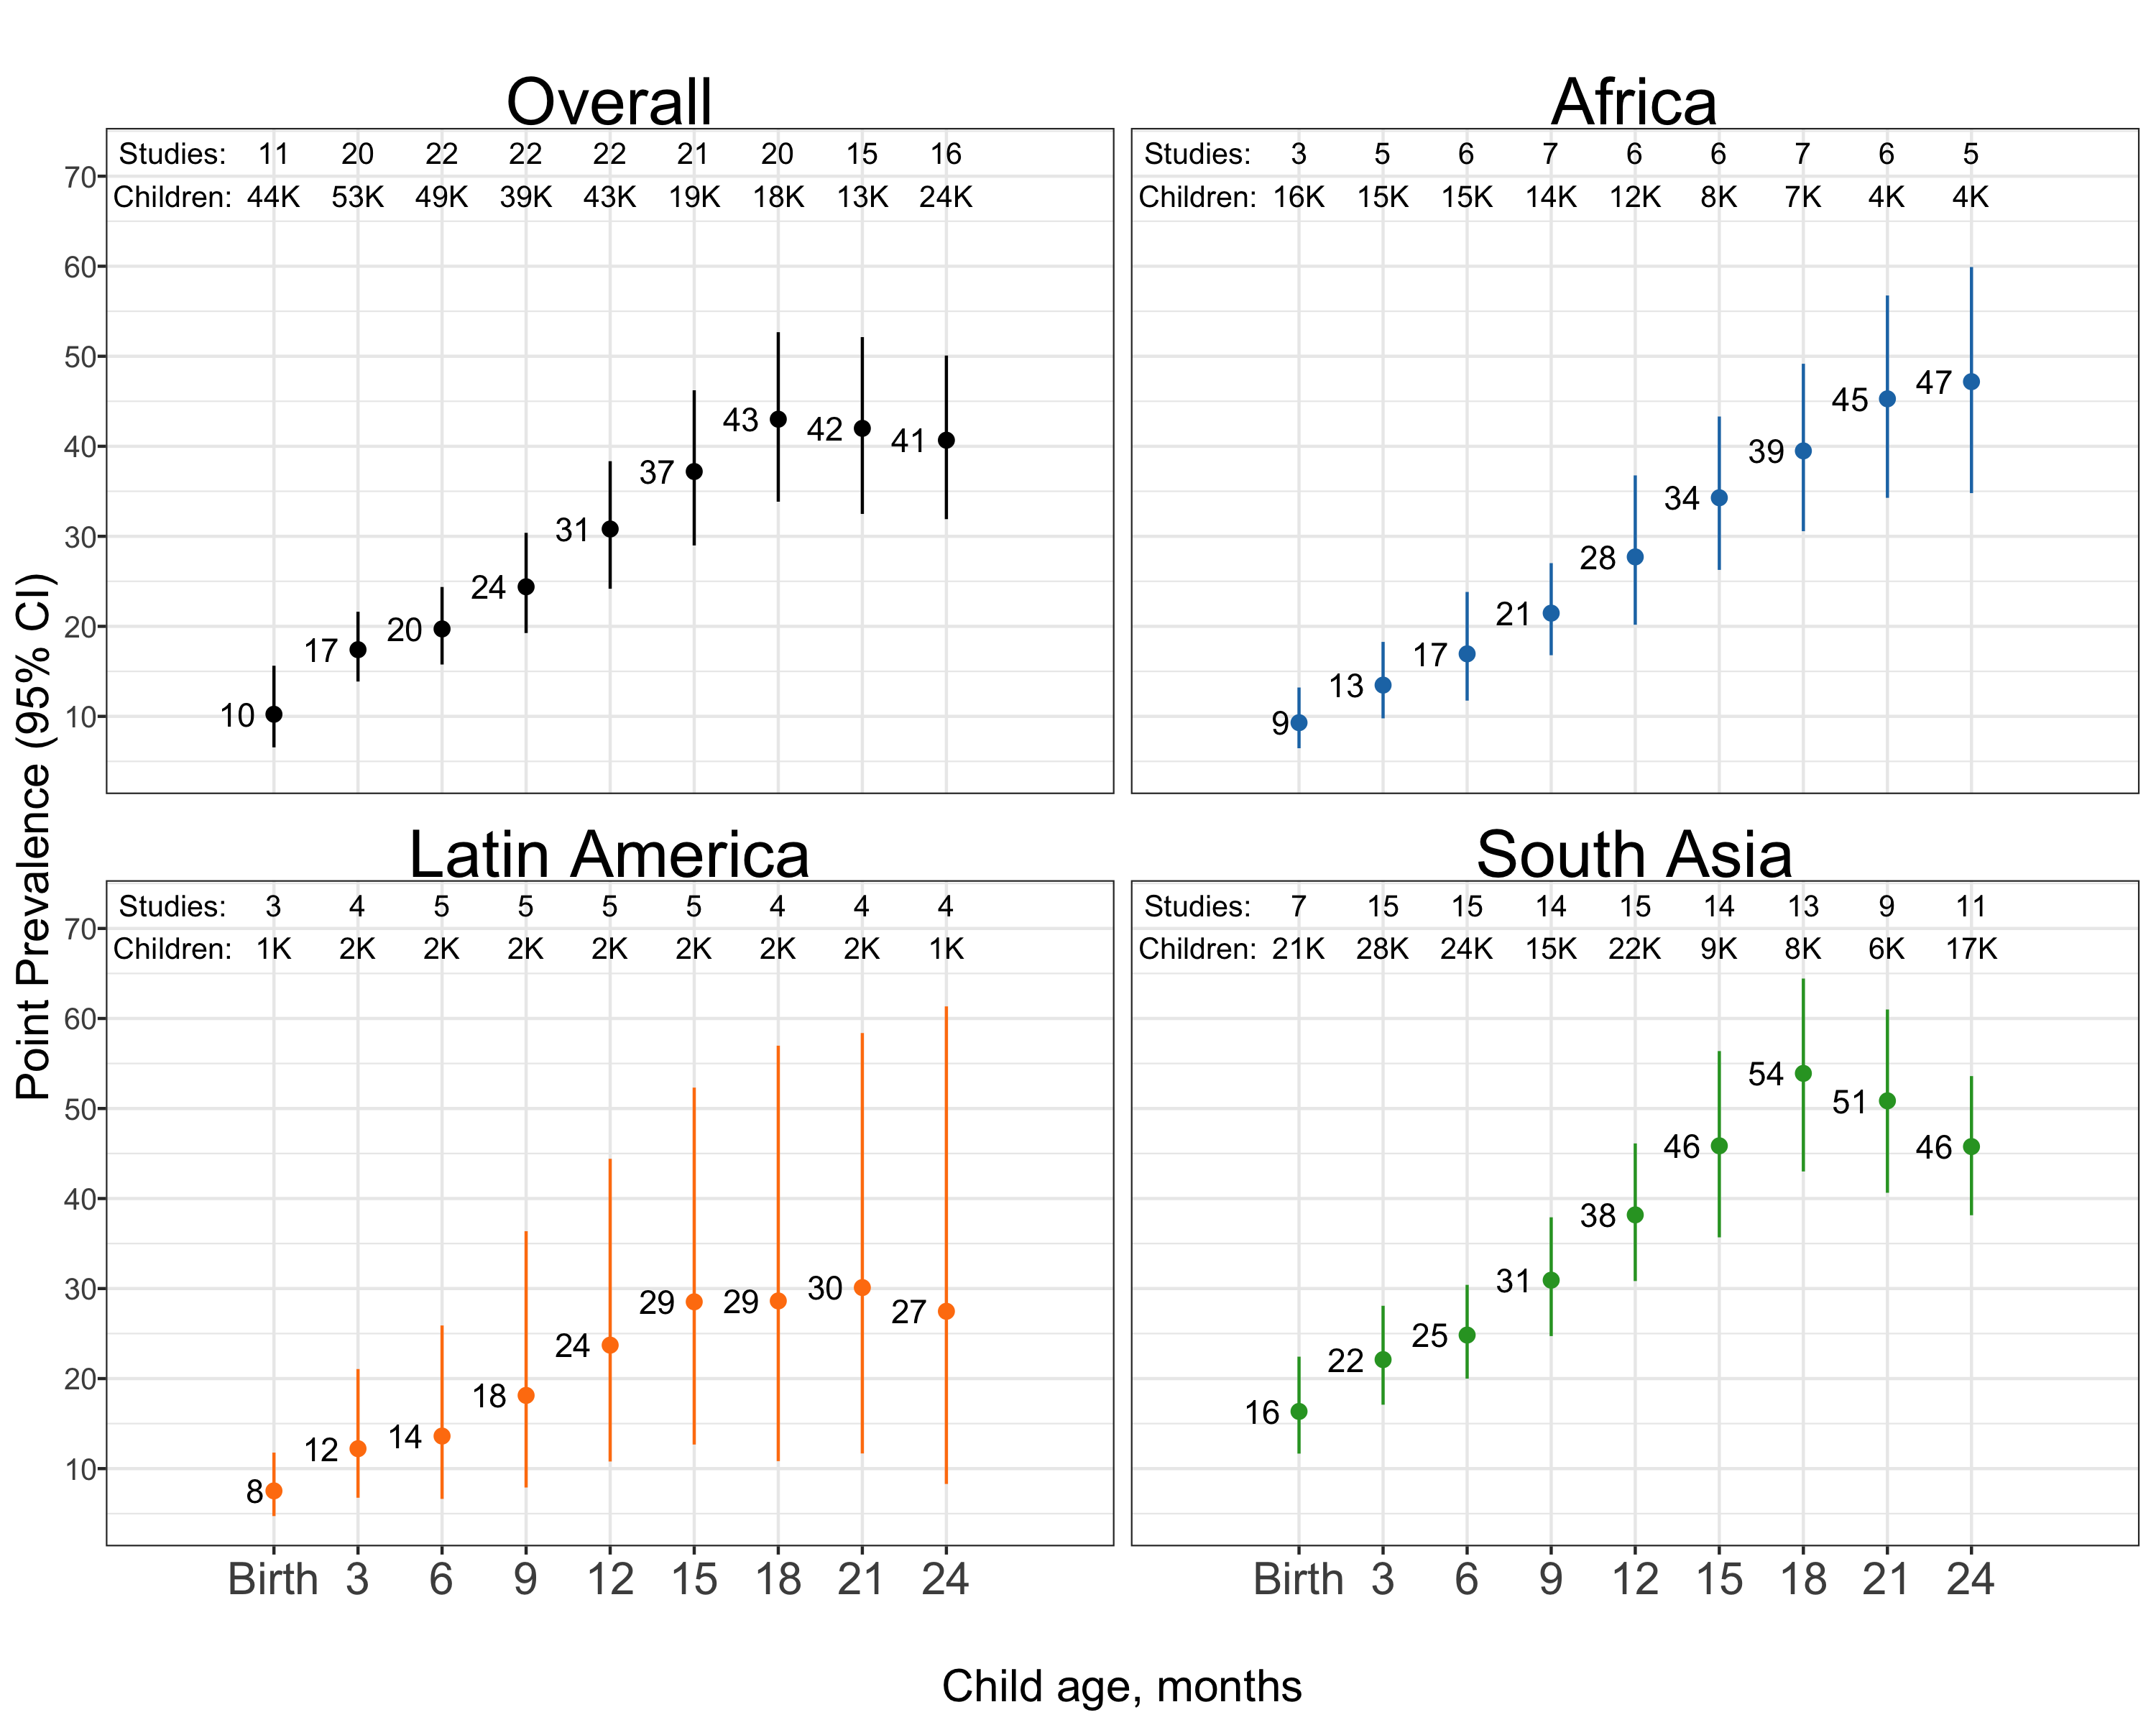 Overall
Studies: 11 20 22 22 22 21 20 15 16
Children: 44K 53K 49K 39K 43K 19K 18K 13K 24K
70
60
50
40
30
20
10
10 17 20 24 31 37 43 42 41
Africa
Studies: 3 5 6 7 6 6 7 6 5
Children: 16K 15K 15K 14K 12K 8K 7K 4K 4K
9 13 17 21 28 34 39 45 47
Point Prevalence (95% CI)
Latin America
Studies: 3 4 5 5 5 5 4 4 4
Children: 1K 2K 2K 2K 2K 2K 2K 2K 1K
70
60
50
40
30
20
10
8 12 14 18 24 29 29 30 27
Birth 3 6 9 12 15 18 21 24
South Asia
Studies: 7 15 15 14 15 14 13 9 11
Children: 21K 28K 24K 15K 22K 9K 8K 6K 17K
16 22 25 31 38 46 54 51 46
Birth 3 6 9 12 15 18 21 24
Child age, months